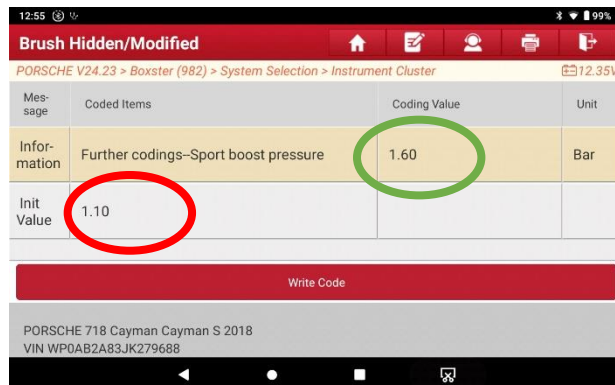 12:55 99%
Brush Hidden/Modified
PORSCHE V24.23 > Boxster (982) > System Selection > Instrument Cluster 12.35V
Mes-
sage
Coded Items
Coding Value
Unit
Infor-
mation
Further codings--Sport boost pressure
1.60
Bar
Init
Value
1.10
Write Code
PORSCHE 718 Cayman Cayman S 2018
VIN WP0AB2A83JK279688